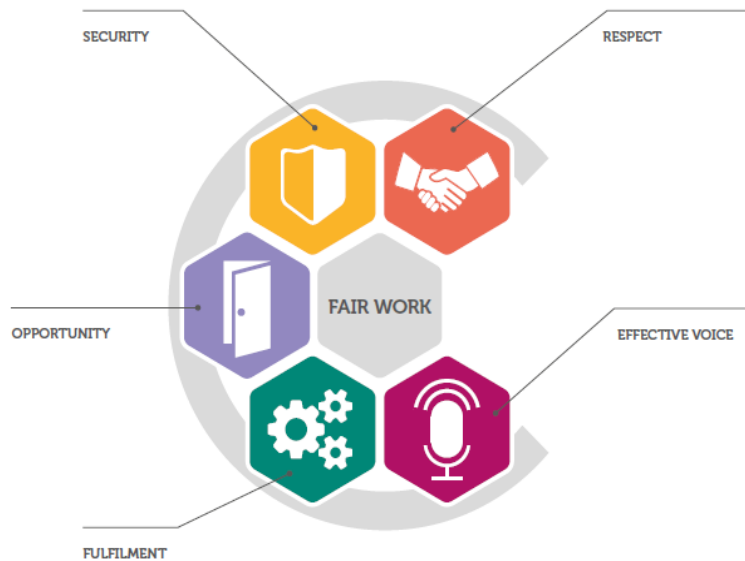 SECURITY
RESPECT
FAIR WORK
OPPORTUNITY
EFFECTIVE VOICE
FULFILMENT